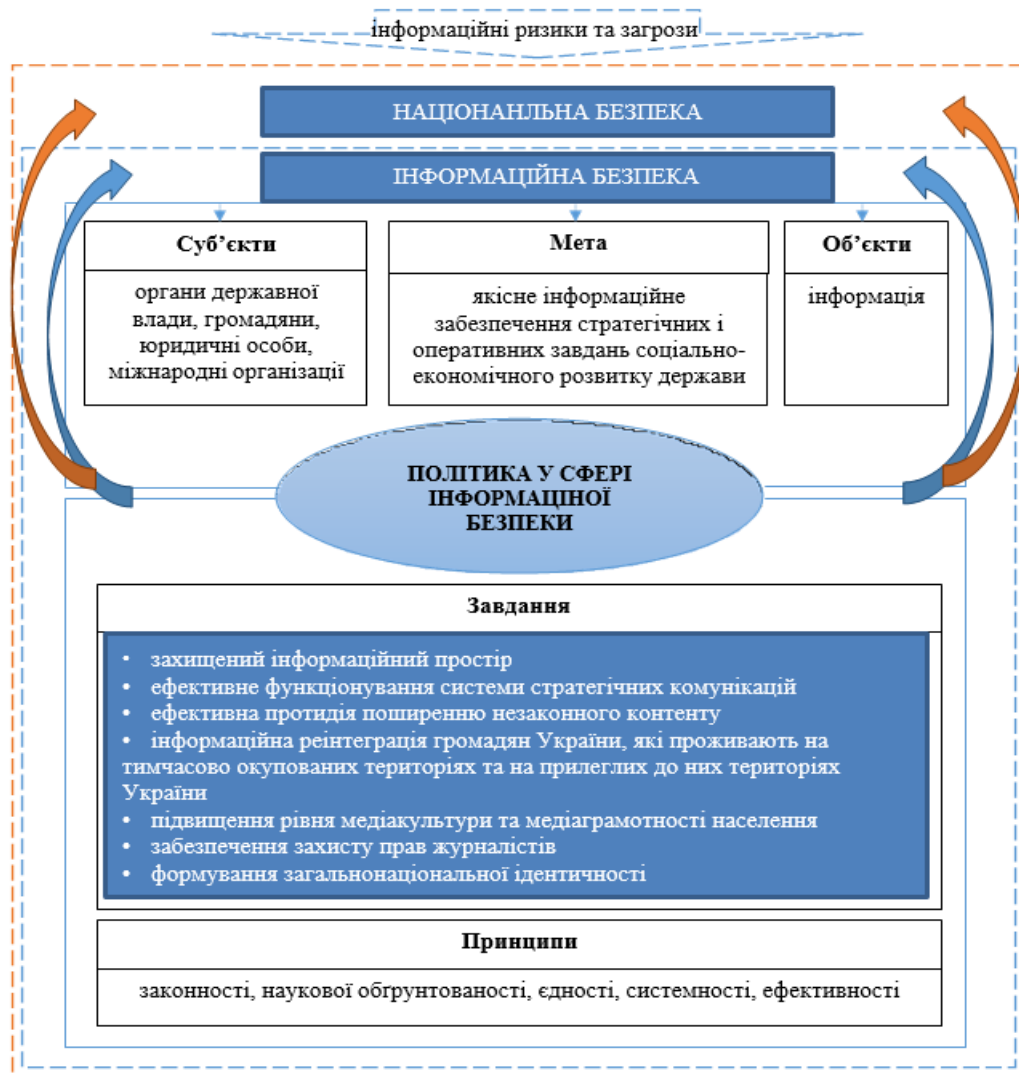 інформаційні ризики та загрози
НАЦІОНАНЛЬНА БЕЗПЕКА
ІНФОРМАЦІЙНА БЕЗПЕКА
Суб’єкти
органи державної
влади, громадяни,
юридичні особи,
міжнародні організації
Мета
якісне інформаційне
забезпечення стратегічних і
оперативних завдань соціально-
економічного розвитку держави
Об’єкти
інформація
ПОЛІТИКА У СФЕРІ
ІНФОРМАЦІНОЇ
БЕЗПЕКИ
Завдання
• захищений інформаційний простір
• ефективне функціонування системи стратегічних комунікацій
• ефективна протидія поширенню незаконного контенту
• інформаційна реінтеграція громадян України, які проживають на
тимчасово окупованих територіях та на прилеглих до них територіях
України
• підвищення рівня медіакультури та медіаграмотності населення
• забезпечення захисту прав журналістів
• формування загальнонаціональної ідентичності
Принципи
законності, наукової обґрунтованості, єдності, системності, ефективності